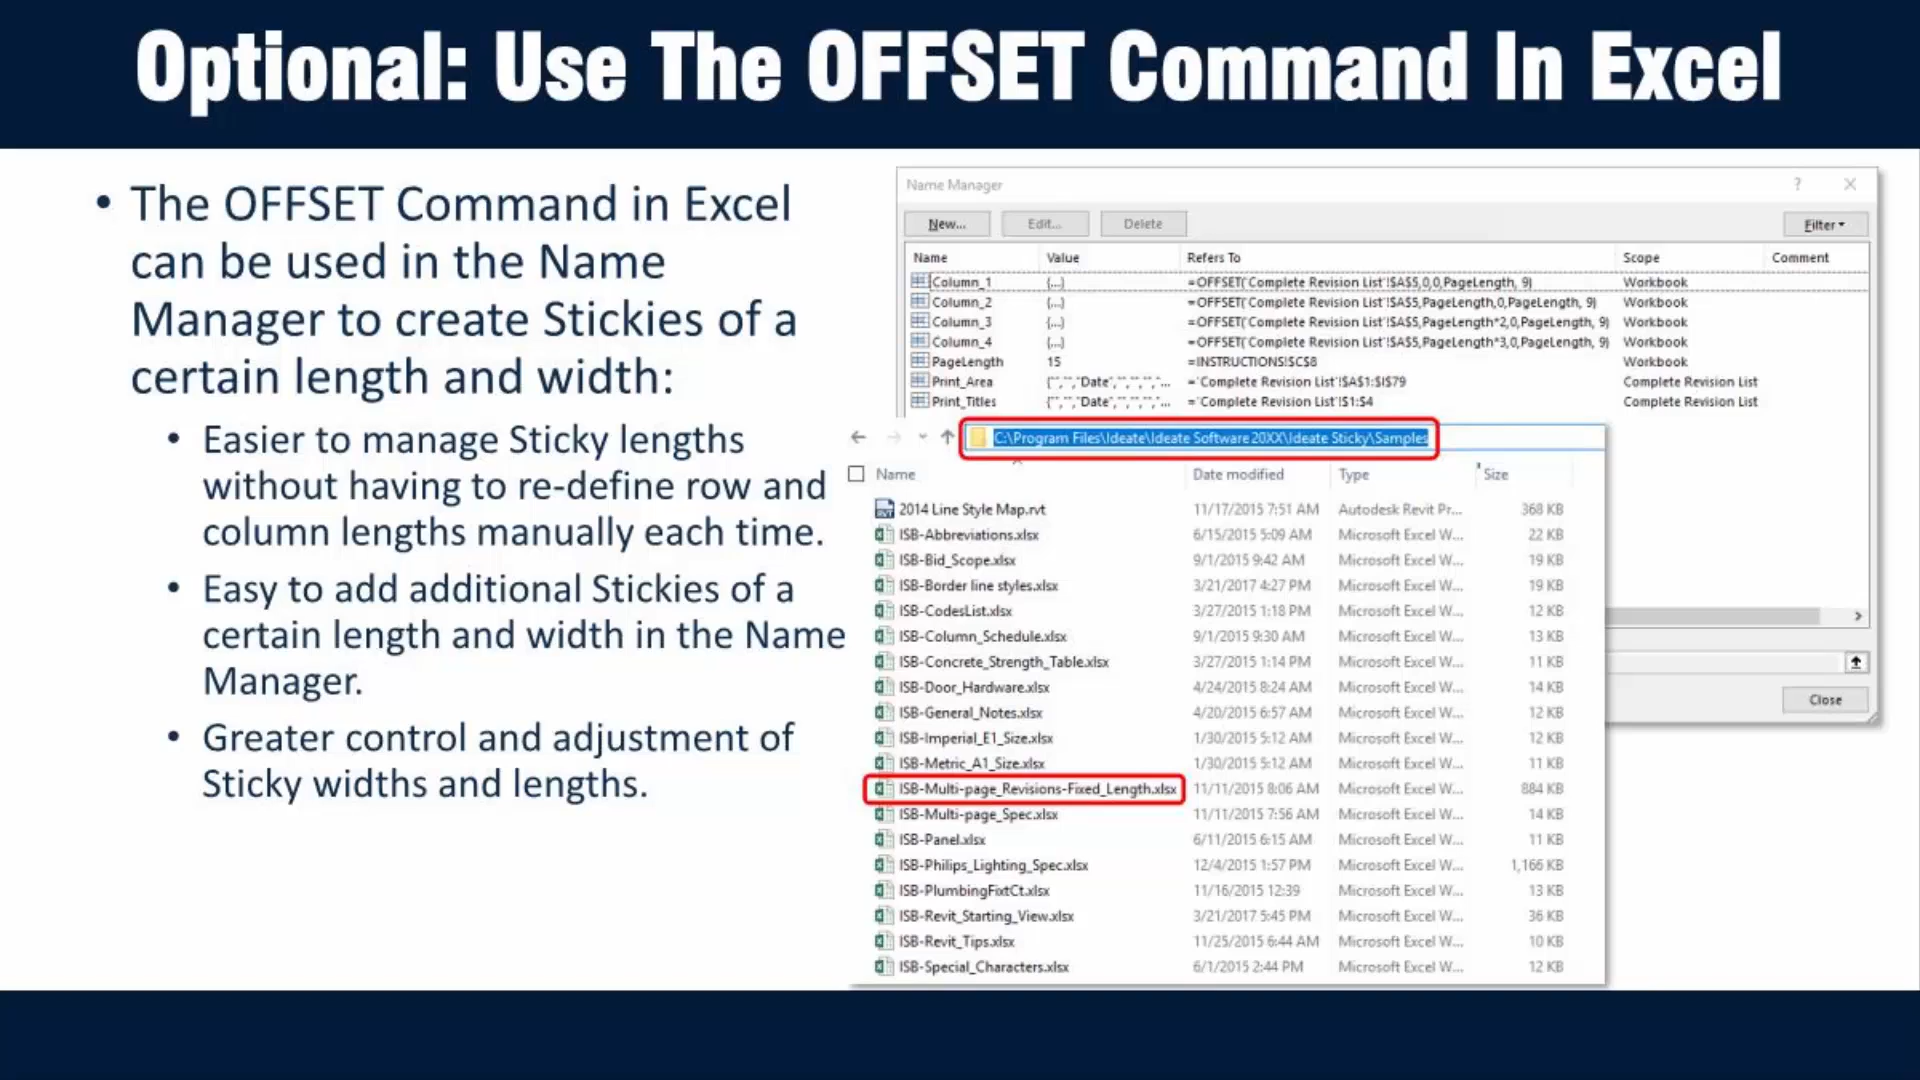 Optional: Use The OFFSET Command In Excel
• The OFFSET Command in Excel
can be used in the Name
Manager to create Stickies of a
certain length and width:
• Easier to manage Sticky lengths
without having to re-define row and
column lengths manually each time.
• Easy to add additional Stickies of a
certain length and width in the Name
Manager.
• Greater control and adjustment of
Sticky widths and lengths.
Name Manager
New... Edit... Delete Filter
Name Value Refers To Scope Comment
Column_1 {...} =OFFSET('Complete Revision List'!$A$5,0,0,PageLength, 9) Workbook
Column_2 {...} =OFFSET('Complete Revision List'!$A$5,PageLength,0,PageLength, 9) Workbook
Column_3 {...} =OFFSET('Complete Revision List'!$A$5,PageLength*2,0,PageLength, 9) Workbook
Column_4 {...} =OFFSET('Complete Revision List'!$A$5,PageLength*3,0,PageLength, 9) Workbook
PageLength 15 =INSTRUCTIONS!$C$8 Workbook
Print_Area {"","","Date","","","",... ='Complete Revision List'!$A$1:$I$79 Complete Revision List
Print_Titles {"","","Date","","","",... ='Complete Revision List'!$1:$4 Complete Revision List
Close
C:\Program Files\Ideate\Ideate Software 20XX\Ideate Sticky\Samples
Name Date modified Type Size
2014 Line Style Map.rvt 11/17/2015 7:51 AM Autodesk Revit Pr... 368 KB
ISB-Abbreviations.xlsx 6/15/2015 5:09 AM Microsoft Excel W... 22 KB
ISB-Bid_Scope.xlsx 9/1/2015 9:42 AM Microsoft Excel W... 19 KB
ISB-Border line styles.xlsx 3/21/2017 4:27 PM Microsoft Excel W... 19 KB
ISB-CodesList.xlsx 3/27/2015 1:18 PM Microsoft Excel W... 12 KB
ISB-Column_Schedule.xlsx 9/1/2015 9:30 AM Microsoft Excel W... 13 KB
ISB-Concrete_Strength_Table.xlsx 3/27/2015 1:14 PM Microsoft Excel W... 11 KB
ISB-Door_Hardware.xlsx 4/24/2015 8:24 AM Microsoft Excel W... 14 KB
ISB-General_Notes.xlsx 4/20/2015 6:57 AM Microsoft Excel W... 12 KB
ISB-Imperial_E1_Size.xlsx 1/30/2015 5:12 AM Microsoft Excel W... 12 KB
ISB-Metric_A1_Size.xlsx 1/30/2015 5:12 AM Microsoft Excel W... 11 KB
ISB-Multi-page_Revisions-Fixed_Length.xlsx 11/11/2015 8:06 AM Microsoft Excel W... 884 KB
ISB-Multi-page_Spec.xlsx 11/11/2015 7:56 AM Microsoft Excel W... 14 KB
ISB-Panel.xlsx 6/11/2015 6:15 AM Microsoft Excel W... 11 KB
ISB-Philips_Lighting_Spec.xlsx 12/4/2015 1:57 PM Microsoft Excel W... 1,166 KB
ISB-PlumbingFixtCt.xlsx 11/16/2015 12:39 Microsoft Excel W... 13 KB
ISB-Revit_Starting_View.xlsx 3/21/2017 5:45 PM Microsoft Excel W... 36 KB
ISB-Revit_Tips.xlsx 11/25/2015 6:44 AM Microsoft Excel W... 10 KB
ISB-Special_Characters.xlsx 6/1/2015 2:44 PM Microsoft Excel W... 12 KB